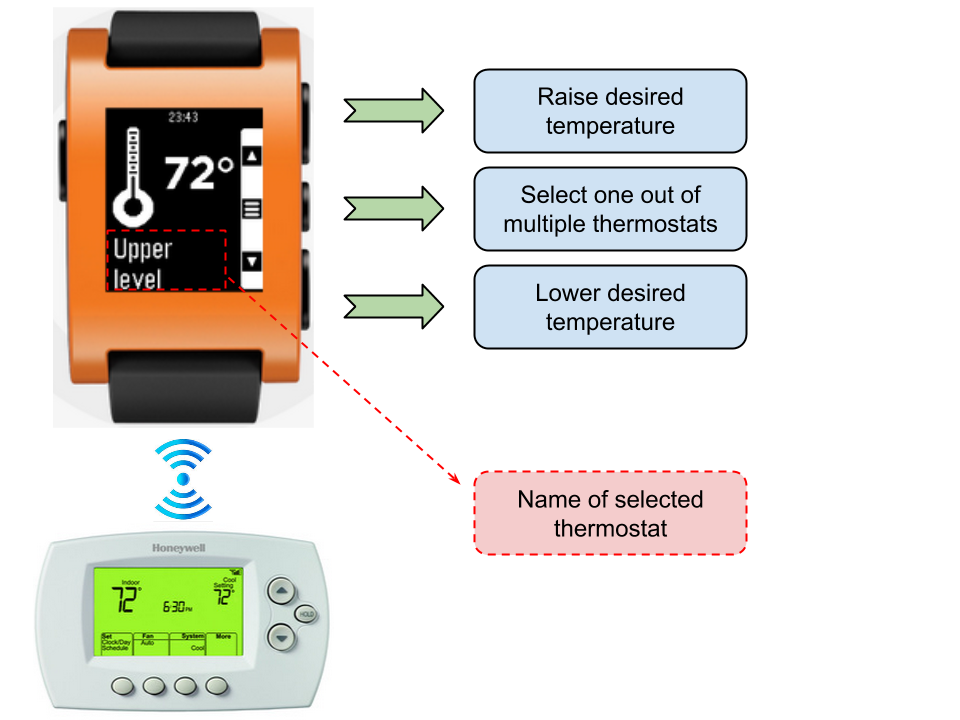 23:43
72°
Upper
level
Raise desired
temperature
Select one out of
multiple thermostats
Lower desired
temperature
Name of selected
thermostat
Honeywell
Indoor
72°
6:30 PM
Cool
Setting
72°
HOLD
Set
Clock/Day
Schedule
Fan
Auto
System
Cool
More